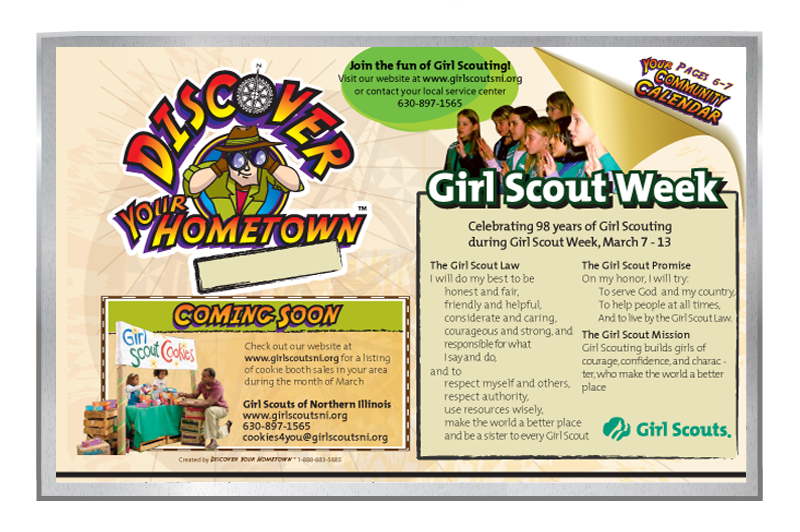 DISCOVER
N
YOUR
HOMETOWN™
Join the fun of Girl Scouting!
Visit our website at www.girlscoutsni.org
or contact your local service center
630-897-1565
YOUR PAGES 6-7
COMMUNITY
CALENDAR
Girl Scout Week
Celebrating 98 years of Girl Scouting
during Girl Scout Week, March 7 - 13
The Girl Scout Law
I will do my best to be
honest and fair,
friendly and helpful,
considerate and caring,
courageous and strong, and
responsible for what
I say and do,
and to
respect myself and others,
respect authority,
use resources wisely,
make the world a better place
and be a sister to every Girl Scout
The Girl Scout Promise
On my honor, I will try:
To serve God and my country,
To help people at all times,
And to live by the Girl Scout Law.
The Girl Scout Mission
Girl Scouting builds girls of
courage, confidence, and charac -
ter, who make the world a better
place
Girl Scouts.
COMING SOON
Girl
Scout Cookies
Check out our website at
www.girlscoutsni.org for a listing
of cookie booth sales in your area
during the month of March
Girl Scouts of Northern Illinois
www.girlscoutsni.org
630-897-1565
cookies4you@girlscoutsni.org
Created by DISCOVER YOUR HOMETOWN™ 1-888-883-5685